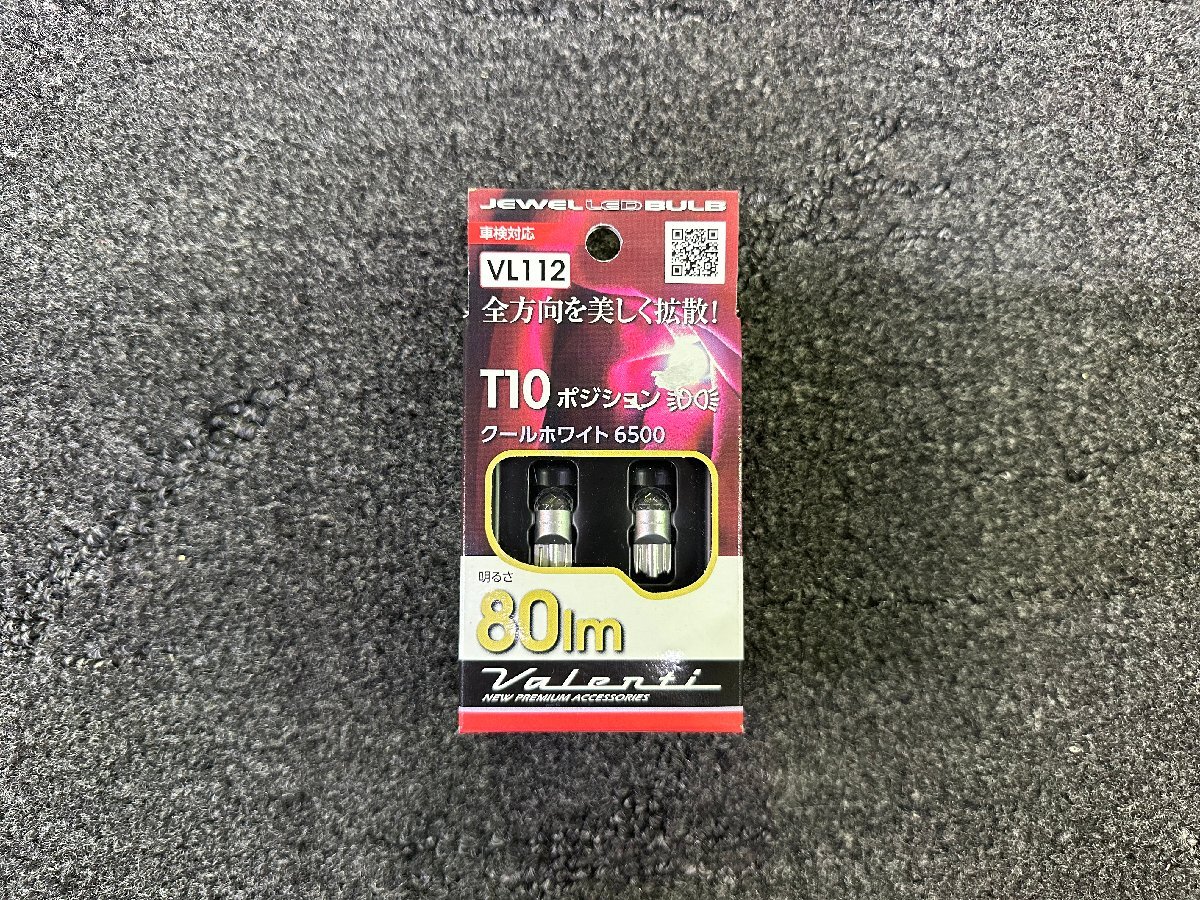 JEWEL LED BULB
車検対応
VL112
全方向を美しく拡散!
T10 ポジション
クールホワイト 6500
明るさ
80lm
Valenti
NEW PREMIUM ACCESSORIES